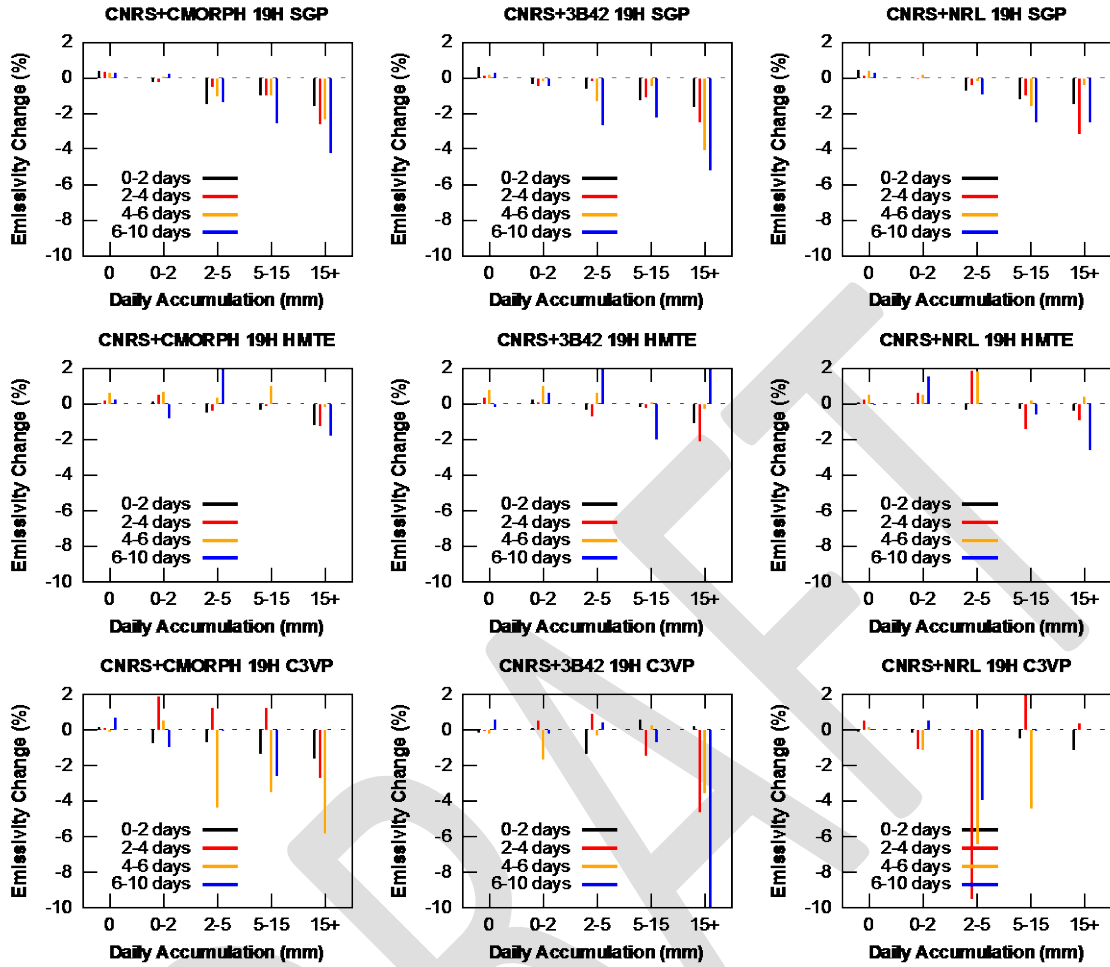 CNRS+CMORPH 19H SGP
Emissivity Change (%)
2
0
-2
-4
-6
-8
-10
0-2 days
2-4 days
4-6 days
6-10 days
0 0-2 2-5 5-15 15+
Daily Accumulation (mm)
CNRS+3B42 19H SGP
Emissivity Change (%)
2
0
-2
-4
-6
-8
-10
0-2 days
2-4 days
4-6 days
6-10 days
0 0-2 2-5 5-15 15+
Daily Accumulation (mm)
CNRS+NRL 19H SGP
Emissivity Change (%)
2
0
-2
-4
-6
-8
-10
0-2 days
2-4 days
4-6 days
6-10 days
0 0-2 2-5 5-15 15+
Daily Accumulation (mm)
CNRS+CMORPH 19H HMTE
Emissivity Change (%)
2
0
-2
-4
-6
-8
-10
0-2 days
2-4 days
4-6 days
6-10 days
0 0-2 2-5 5-15 15+
Daily Accumulation (mm)
CNRS+3B42 19H HMTE
Emissivity Change (%)
2
0
-2
-4
-6
-8
-10
0-2 days
2-4 days
4-6 days
6-10 days
0 0-2 2-5 5-15 15+
Daily Accumulation (mm)
CNRS+NRL 19H HMTE
Emissivity Change (%)
2
0
-2
-4
-6
-8
-10
0-2 days
2-4 days
4-6 days
6-10 days
0 0-2 2-5 5-15 15+
Daily Accumulation (mm)
CNRS+CMORPH 19H C3VP
Emissivity Change (%)
2
0
-2
-4
-6
-8
-10
0-2 days
2-4 days
4-6 days
6-10 days
0 0-2 2-5 5-15 15+
Daily Accumulation (mm)
CNRS+3B42 19H C3VP
Emissivity Change (%)
2
0
-2
-4
-6
-8
-10
0-2 days
2-4 days
4-6 days
6-10 days
0 0-2 2-5 5-15 15+
Daily Accumulation (mm)
CNRS+NRL 19H C3VP
Emissivity Change (%)
2
0
-2
-4
-6
-8
-10
0-2 days
2-4 days
4-6 days
6-10 days
0 0-2 2-5 5-15 15+
Daily Accumulation (mm)
DRAFT